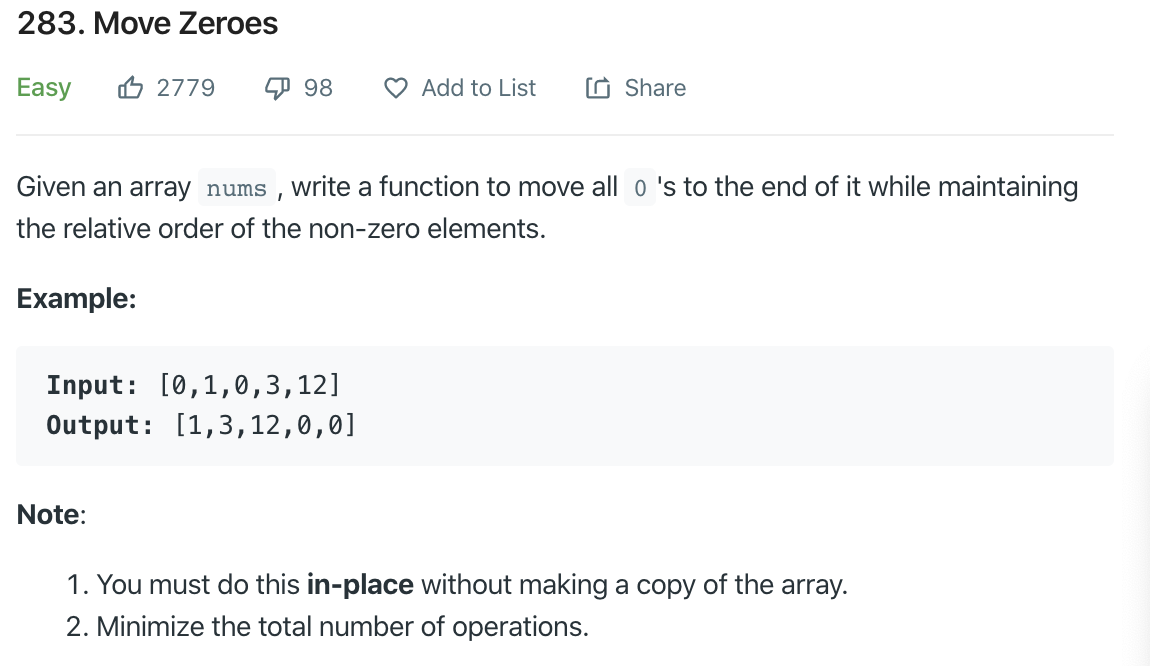 283. Move Zeroes
Easy 2779 98 Add to List Share
Given an array nums , write a function to move all 0 's to the end of it while maintaining
the relative order of the non-zero elements.
Example:
Input: [0,1,0,3,12]
Output: [1,3,12,0,0]
Note:
1. You must do this in-place without making a copy of the array.
2. Minimize the total number of operations.